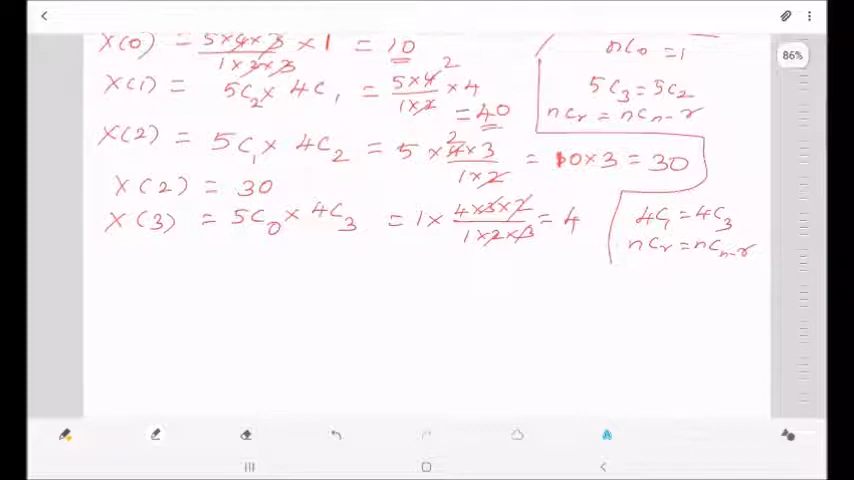 X(0) = 5×4×3 / 1×2×3 × 1 = 10
X(1) = 5C2 × 4C1 = 5×4 2 / 1×2 × 4
= 40
X(2) = 5C1 × 4C2 = 5 × 2 4×3 / 1×2 = 10×3 = 30
X(2) = 30
X(3) = 5C0 × 4C3 = 1 × 4×3×2 / 1×2×3 = 4
nC0 = 1
5C3 = 5C2
nCr = nCn-r
4C1 = 4C3
nCr = nCn-r
86%